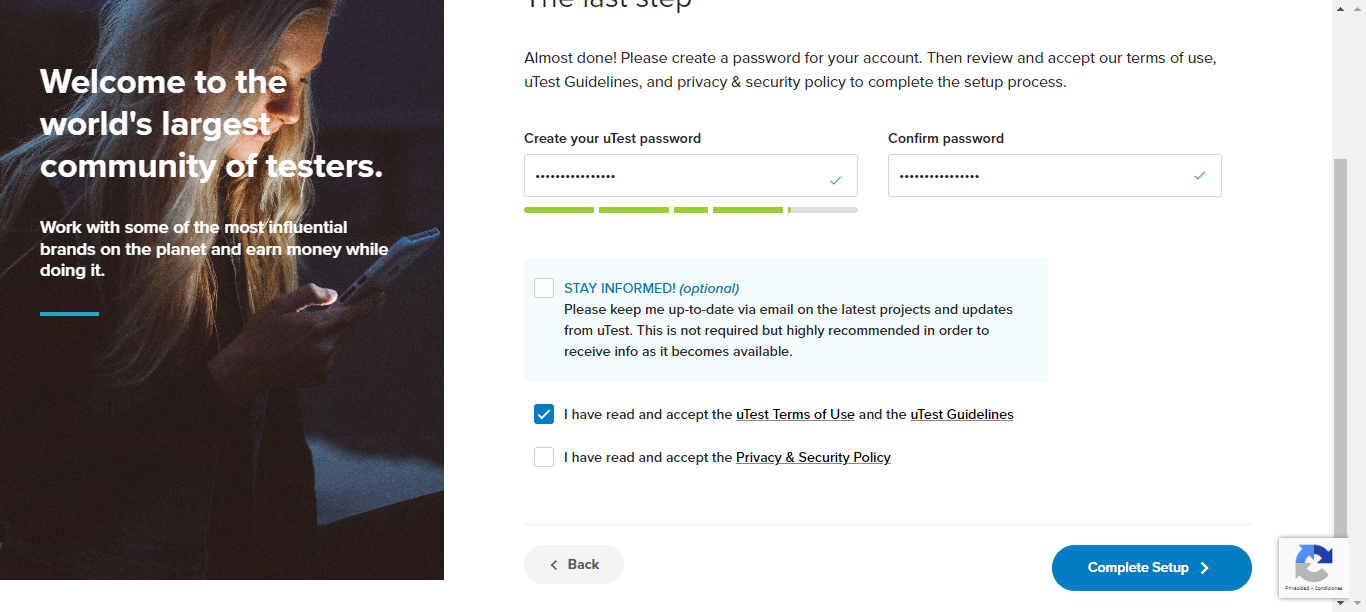 The last step
Welcome to the
world's largest
community of testers.
Work with some of the most influential
brands on the planet and earn money while
doing it.
Almost done! Please create a password for your account. Then review and accept our terms of use,
uTest Guidelines, and privacy & security policy to complete the setup process.
Create your uTest password
Confirm password
••••••••••••••••
••••••••••••••••
STAY INFORMED! (optional)
Please keep me up-to-date via email on the latest projects and updates
from uTest. This is not required but highly recommended in order to
receive info as it becomes available.
I have read and accept the uTest Terms of Use and the uTest Guidelines
I have read and accept the Privacy & Security Policy
Back
Complete Setup
Privacidad - Condiciones